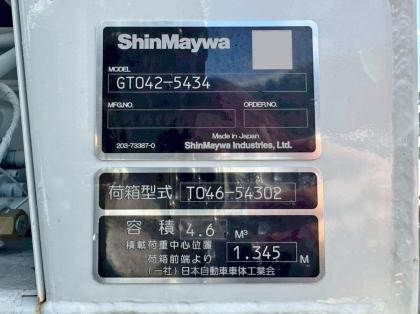 ShinMaywa
MODEL
GT042-5434
MFG.NO. ORDER NO.
Made in Japan
203-73387-0 ShinMaywa Industries, Ltd.
荷箱型式 T046-54302
容積 4.6 M³
積載荷重中心位置
荷箱前端より 1.345 M
(一社)日本自動車車体工業会